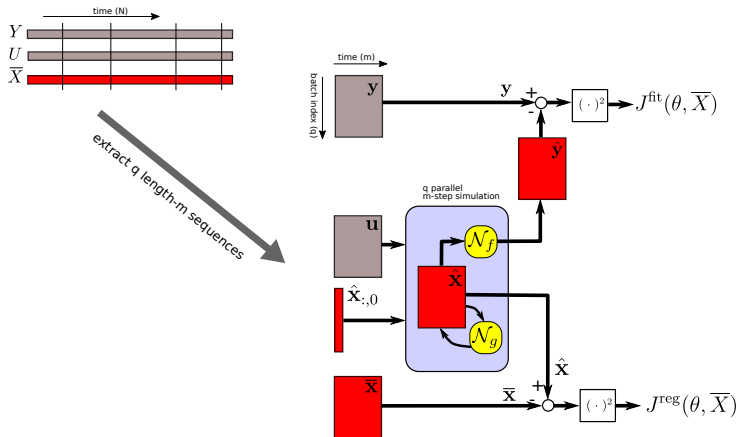 time (N)
Y
U
X̅
extract q length-m sequences
time (m)
batch index (q)
y
y
+
-
(·)²
J^fit(θ, X̅)
ŷ
q parallel
m-step simulation
u
𝒩_f
x̂
x̂_{:,0}
𝒩_g
x̂
x̅
x̅
+
-
(·)²
J^reg(θ, X̅)